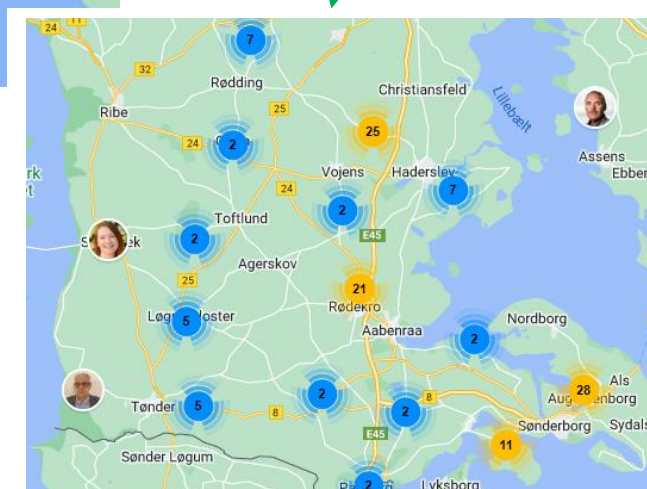 24
11
7
32
Rødding
Christiansfeld
Lillebælt
Ribe
25
25
24
2
Assens
Ebber
Vojens
Haderslev
24
7
2
Toftlund
2
E45
Agerskov
25
21
Rødekro
5
Aabenraa
Nordborg
2
28
Als
Tønder
5
8
2
2
8
Sønderborg
Sydals
E45
11
Sønder Løgum
2
Lyksborg